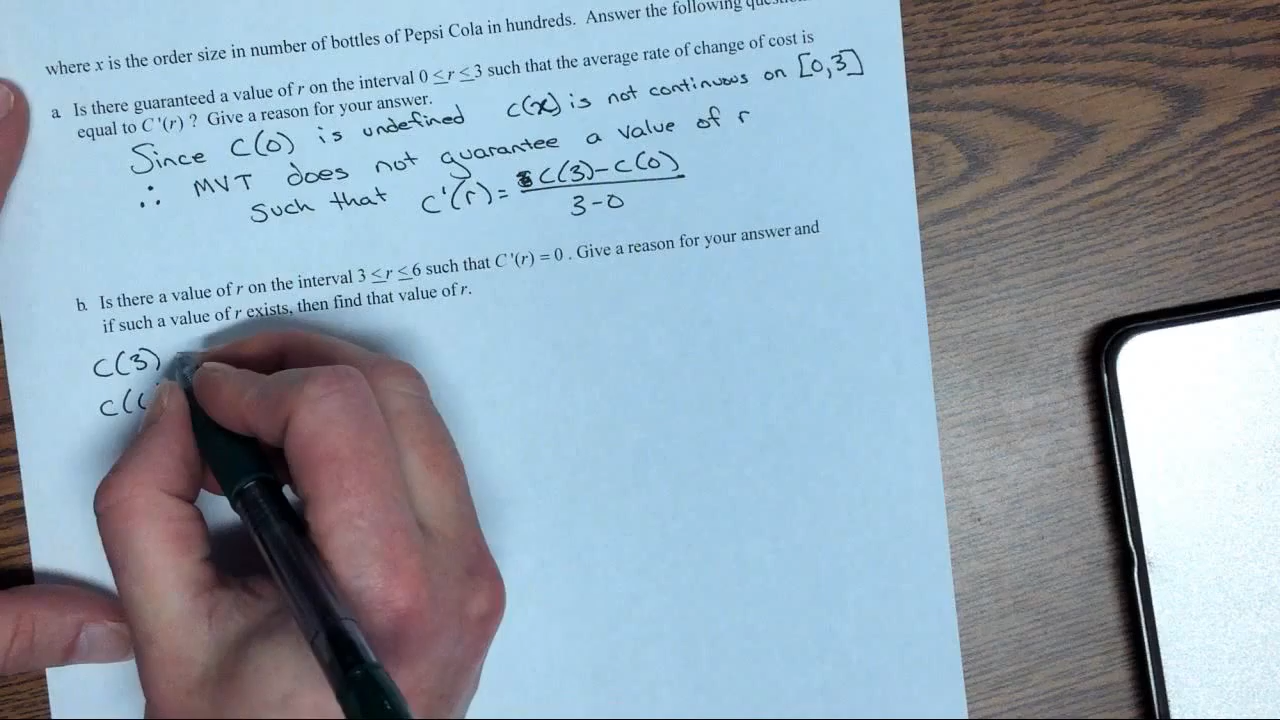 where x is the order size in number of bottles of Pepsi Cola in hundreds. Answer the following
a Is there guaranteed a value of r on the interval 0 ≤ r ≤ 3 such that the average rate of change of cost is
equal to C'(r) ? Give a reason for your answer.
Since C(0) is undefined C(x) is not continuous on [0,3]
∴ MVT does not guarantee a value of r
such that C'(r) = C(3)-C(0)
3-0
b. Is there a value of r on the interval 3 ≤ r ≤ 6 such that C'(r) = 0 . Give a reason for your answer and
if such a value of r exists, then find that value of r.
C(3)
C(